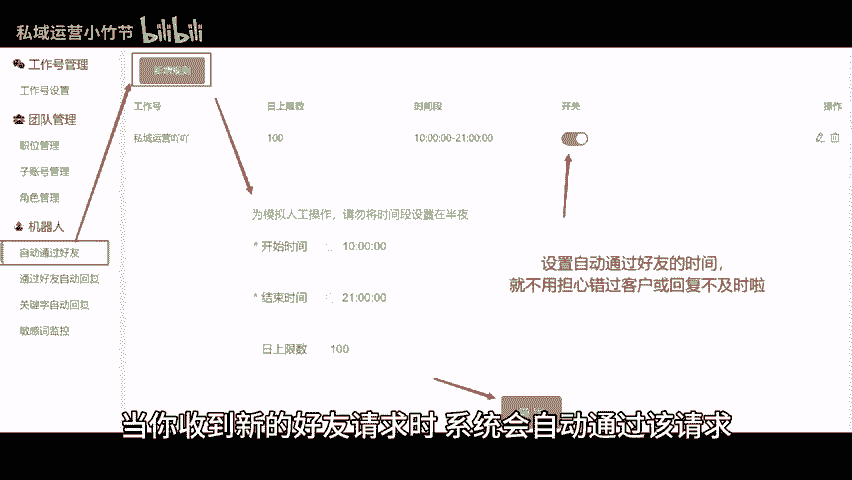 私域运营小竹节 bilibili
工作号管理
工作号设置
团队管理
职位管理
子账号管理
角色管理
机器人
自动通过好友
通过好友自动回复
关键字自动回复
敏感词监控
工作号 日上限数 时间段 开关 操作
私域运营吖吖 100 10:00:00-21:00:00
为模拟人工操作，请勿将时间段设置在半夜
* 开始时间 10:00:00
* 结束时间 21:00:00
日上限数 100
设置自动通过好友的时间，
就不用担心错过客户或回复不及时啦
当你收到新的好友请求时 系统会自动通过该请求